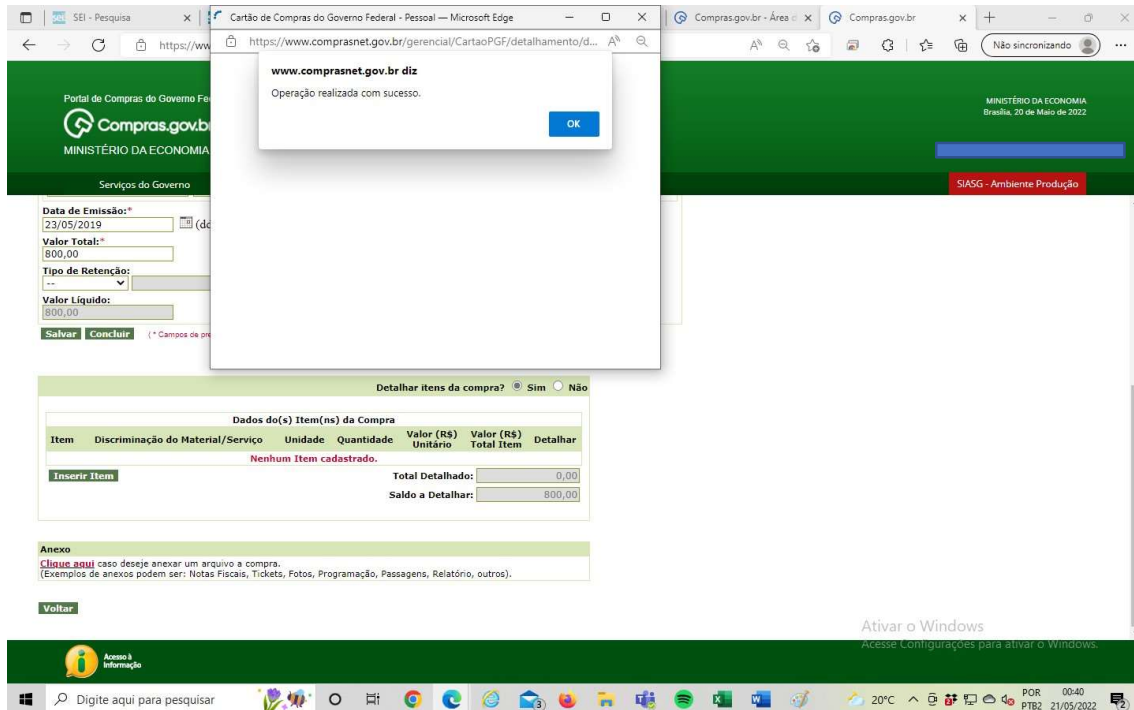 SEI - Pesquisa
Cartão de Compras do Governo Federal - Pessoal — Microsoft Edge
Compras.gov.br - Área d
Compras.gov.br
https://ww
https://www.comprasnet.gov.br/gerencial/CartaoPGF/detalhamento/d...
Não sincronizando
www.comprasnet.gov.br diz
Operação realizada com sucesso.
OK
Portal de Compras do Governo Fe
Compras.gov.b
MINISTÉRIO DA ECONOMIA
MINISTÉRIO DA ECONOMIA
Brasília, 20 de Maio de 2022
Serviços do Governo
SIASG - Ambiente Produção
Data de Emissão:*
23/05/2019 (dd
Valor Total:*
800,00
Tipo de Retenção:
--
Valor Líquido:
800,00
Salvar Concluir (* Campos de pre
Detalhar itens da compra? Sim Não
Dados do(s) Item(ns) da Compra
Item Discriminação do Material/Serviço Unidade Quantidade Valor (R$) Unitário Valor (R$) Total Item Detalhar
Nenhum Item cadastrado.
Inserir Item Total Detalhado: 0,00
Saldo a Detalhar: 800,00
Anexo
Clique aqui caso deseje anexar um arquivo a compra.
(Exemplos de anexos podem ser: Notas Fiscais, Tickets, Fotos, Programação, Passagens, Relatório, outros).
Voltar
Ativar o Windows
Acesse Configurações para ativar o Windows.
Acesso à
Informação
Digite aqui para pesquisar
20°C
POR
PTB2
00:40
21/05/2022